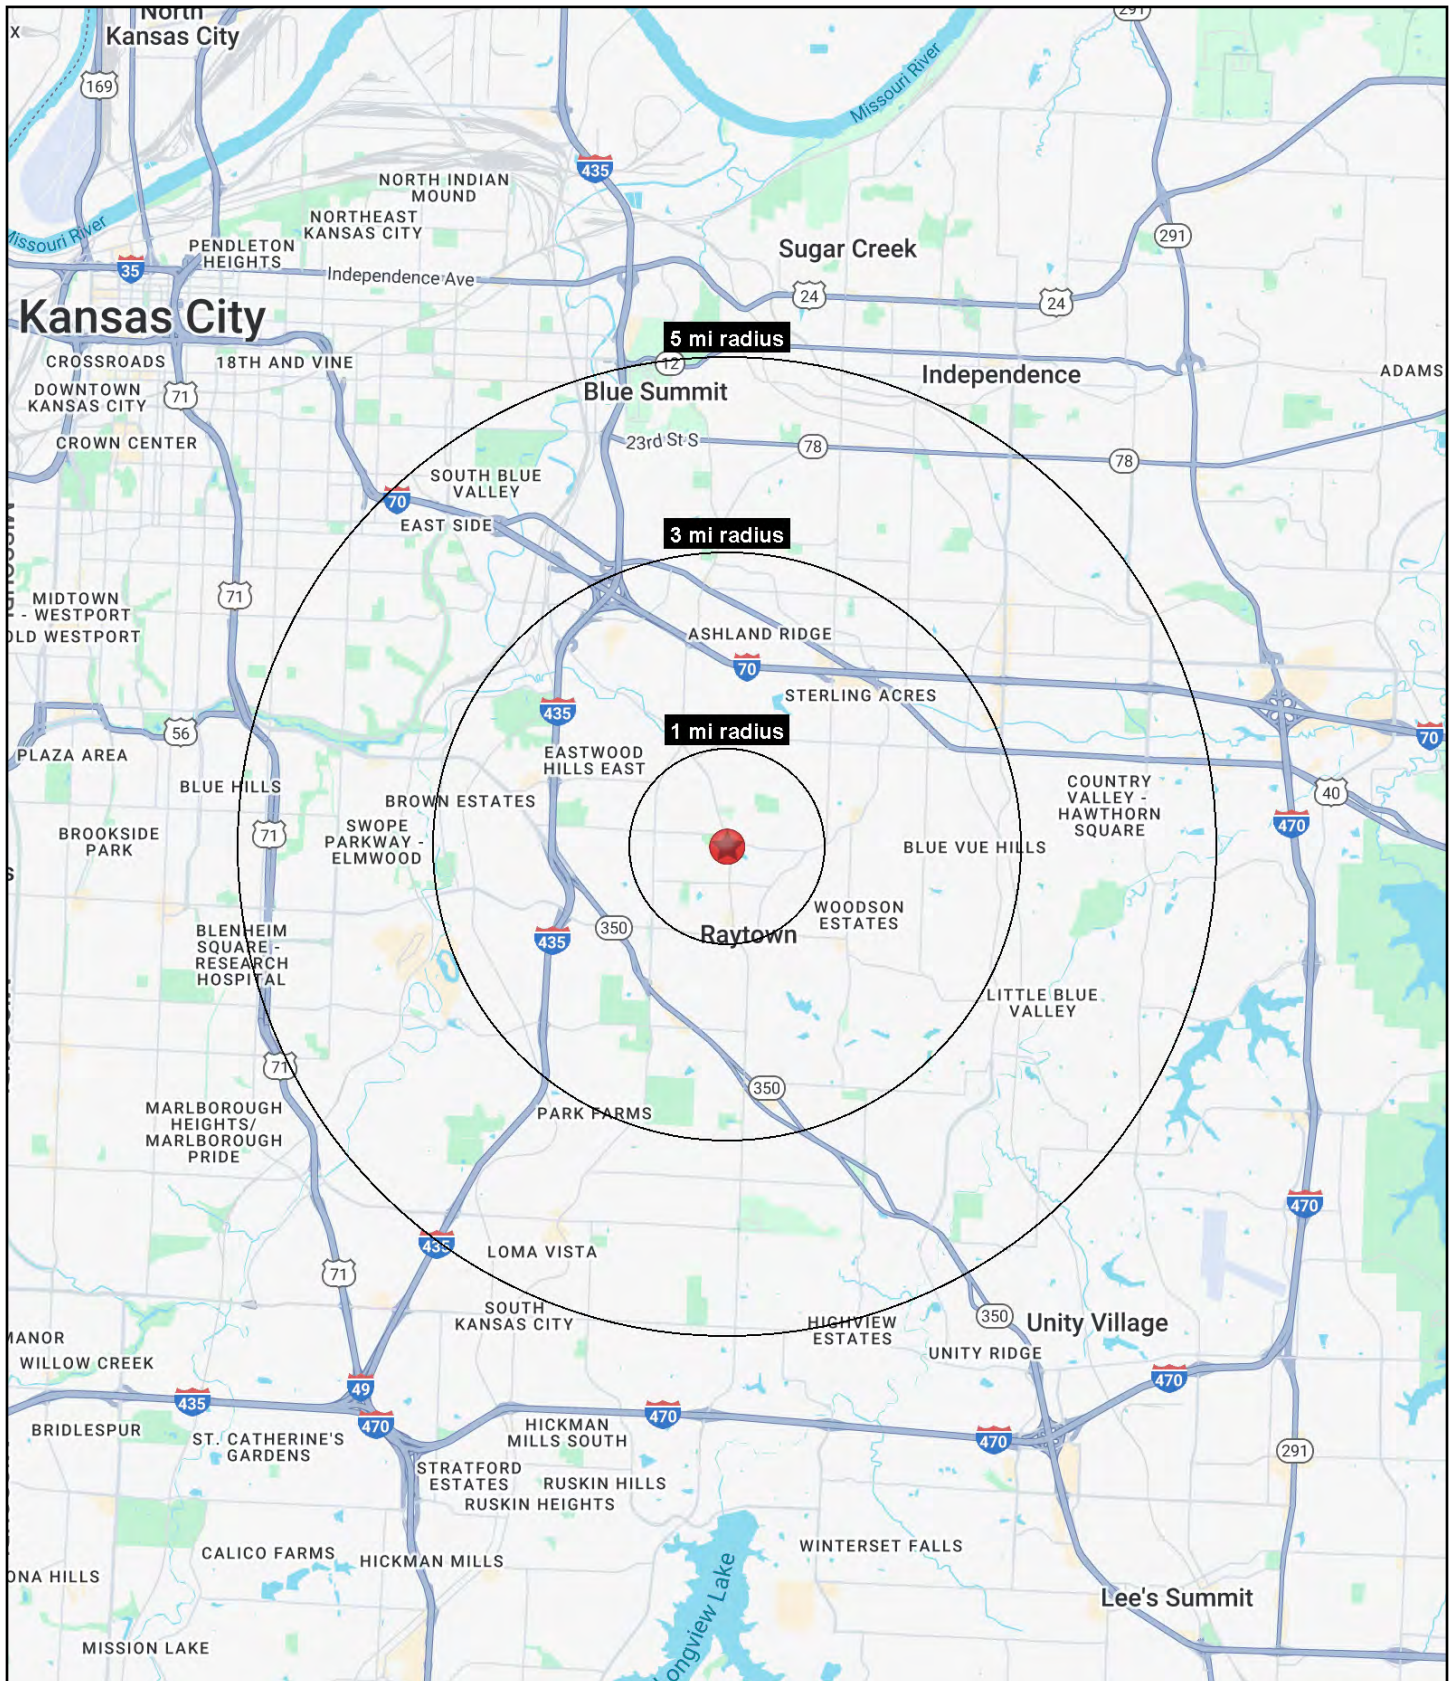 North
Kansas City
291
X
169
Missouri River
435
NORTH INDIAN
MOUND
NORTHEAST
KANSAS CITY
Missouri River
PENDLETON
HEIGHTS
291
Sugar Creek
35
Independence Ave
24
24
Kansas City
5 mi radius
CROSSROADS
18TH AND VINE
12
Independence
ADAMS
DOWNTOWN
KANSAS CITY
71
Blue Summit
CROWN CENTER
23rd St S
78
78
SOUTH BLUE
VALLEY
70
EAST SIDE
3 mi radius
MIDTOWN
- WESTPORT
71
OLD WESTPORT
ASHLAND RIDGE
70
STERLING ACRES
435
56
1 mi radius
70
PLAZA AREA
EASTWOOD
HILLS EAST
BLUE HILLS
BROWN ESTATES
COUNTRY
VALLEY -
HAWTHORN
SQUARE
40
BROOKSIDE
PARK
71
SWOPE
PARKWAY -
ELMWOOD
470
BLUE VUE HILLS
S
WOODSON
ESTATES
BLENHEIM
SQUARE -
RESEARCH
HOSPITAL
435
350
Raytown
LITTLE BLUE
VALLEY
71
350
MARLBOROUGH
HEIGHTS/
MARLBOROUGH
PRIDE
PARK FARMS
470
435
LOMA VISTA
71
SOUTH
KANSAS CITY
HIGHVIEW
ESTATES
350
Unity Village
MANOR
WILLOW CREEK
UNITY RIDGE
49
470
435
470
470
470
BRIDLESPUR
ST. CATHERINE'S
GARDENS
HICKMAN
MILLS SOUTH
291
STRATFORD
ESTATES
RUSKIN HILLS
RUSKIN HEIGHTS
CALICO FARMS
HICKMAN MILLS
WINTERSET FALLS
ONA HILLS
Longview Lake
Lee's Summit
MISSION LAKE